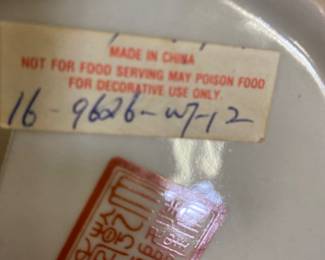 MADE IN CHINA
NOT FOR FOOD SERVING MAY POISON FOOD
FOR DECORATIVE USE ONLY.
16-9626-W7-12